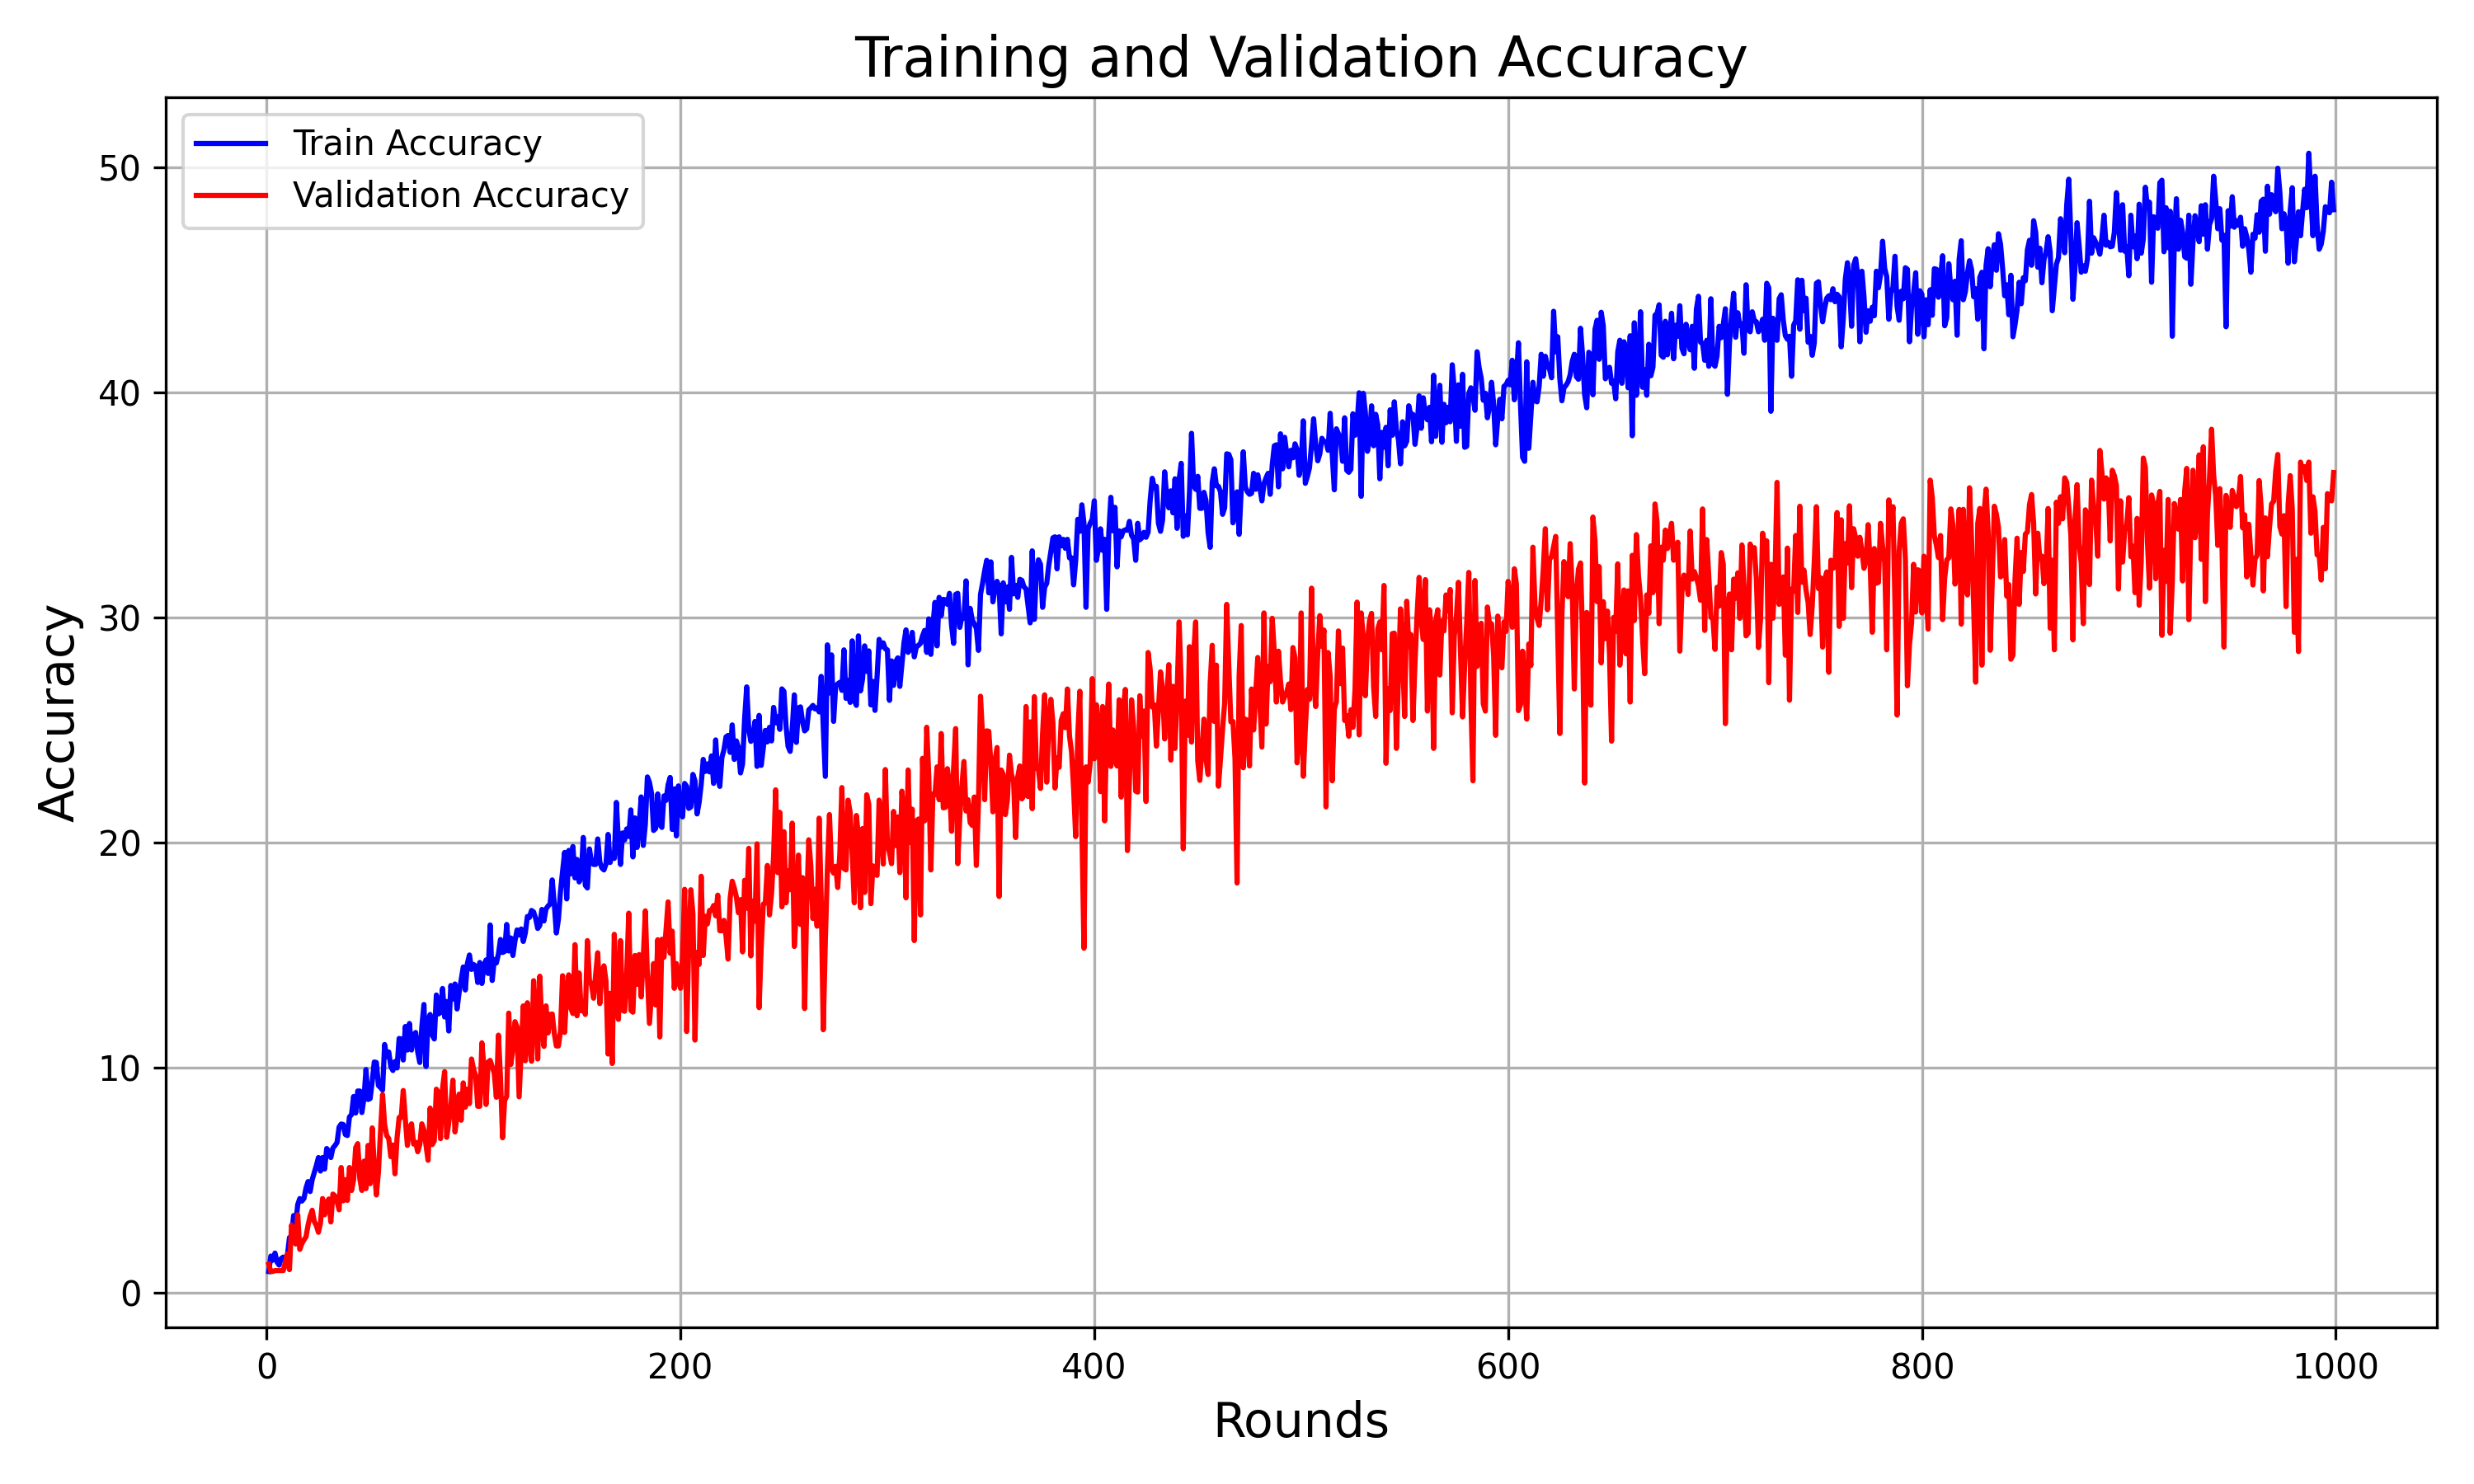 Training and Validation Accuracy
Train Accuracy
Validation Accuracy
50
40
30
20
10
0
Accuracy
0 200 400 600 800 1000
Rounds